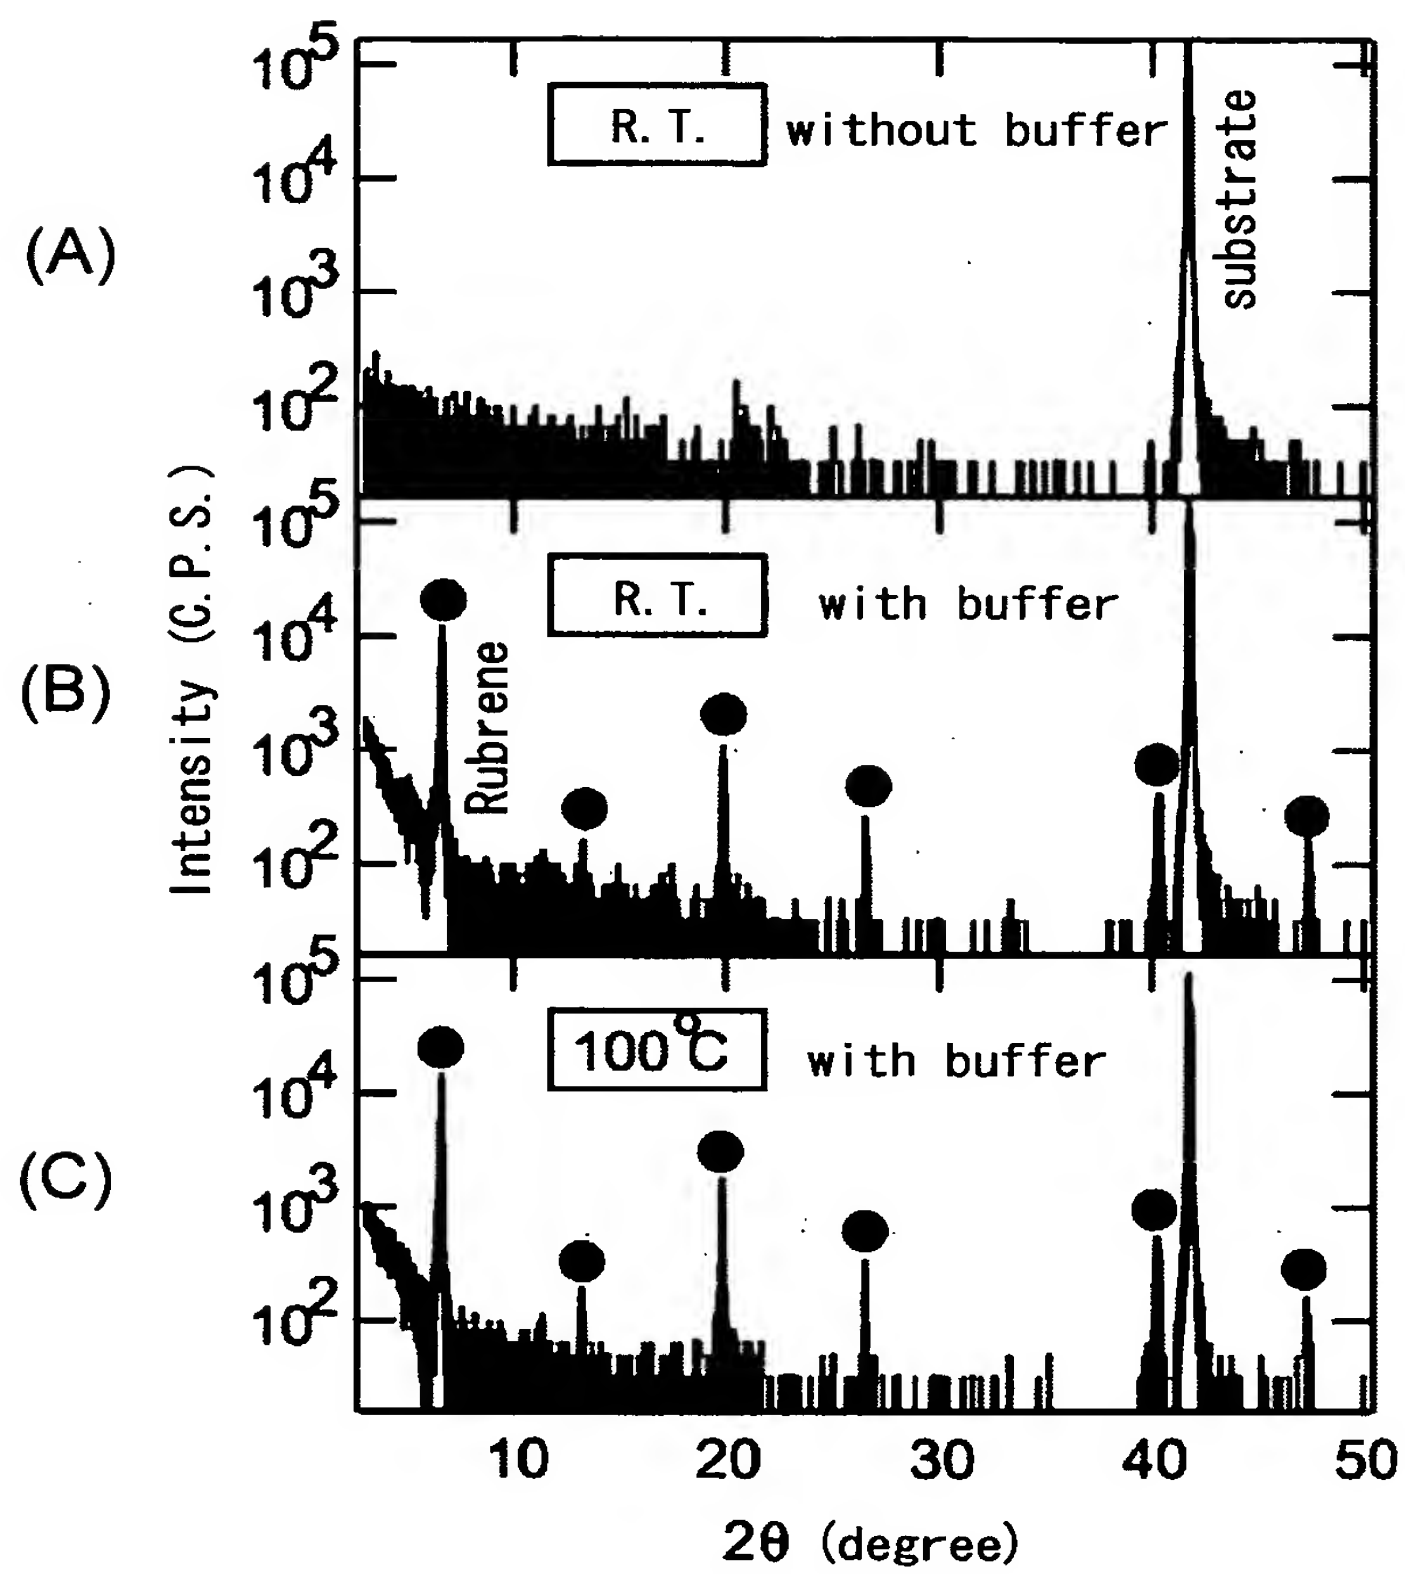 10^5
R. T. without buffer
substrate
10^4
(A)
10^3
10^2
Intensity (C.P.S.)
10^5
R. T. with buffer
10^4
Rubrene
(B)
10^3
10^2
10^5
100°C with buffer
10^4
(C)
10^3
10^2
10 20 30 40 50
2θ (degree)